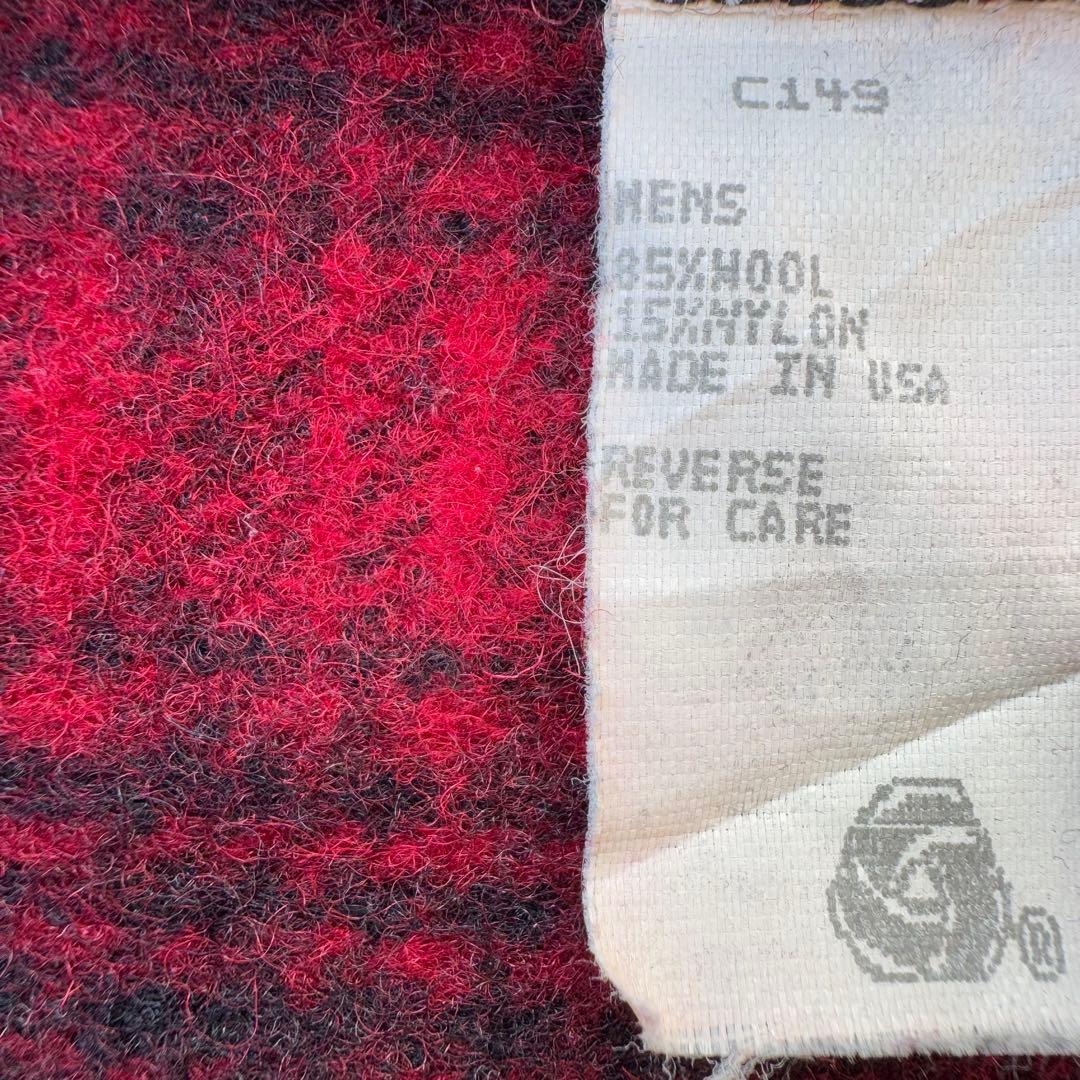 C149
MENS
85%WOOL
15%NYLON
MADE IN USA
REVERSE
FOR CARE
®